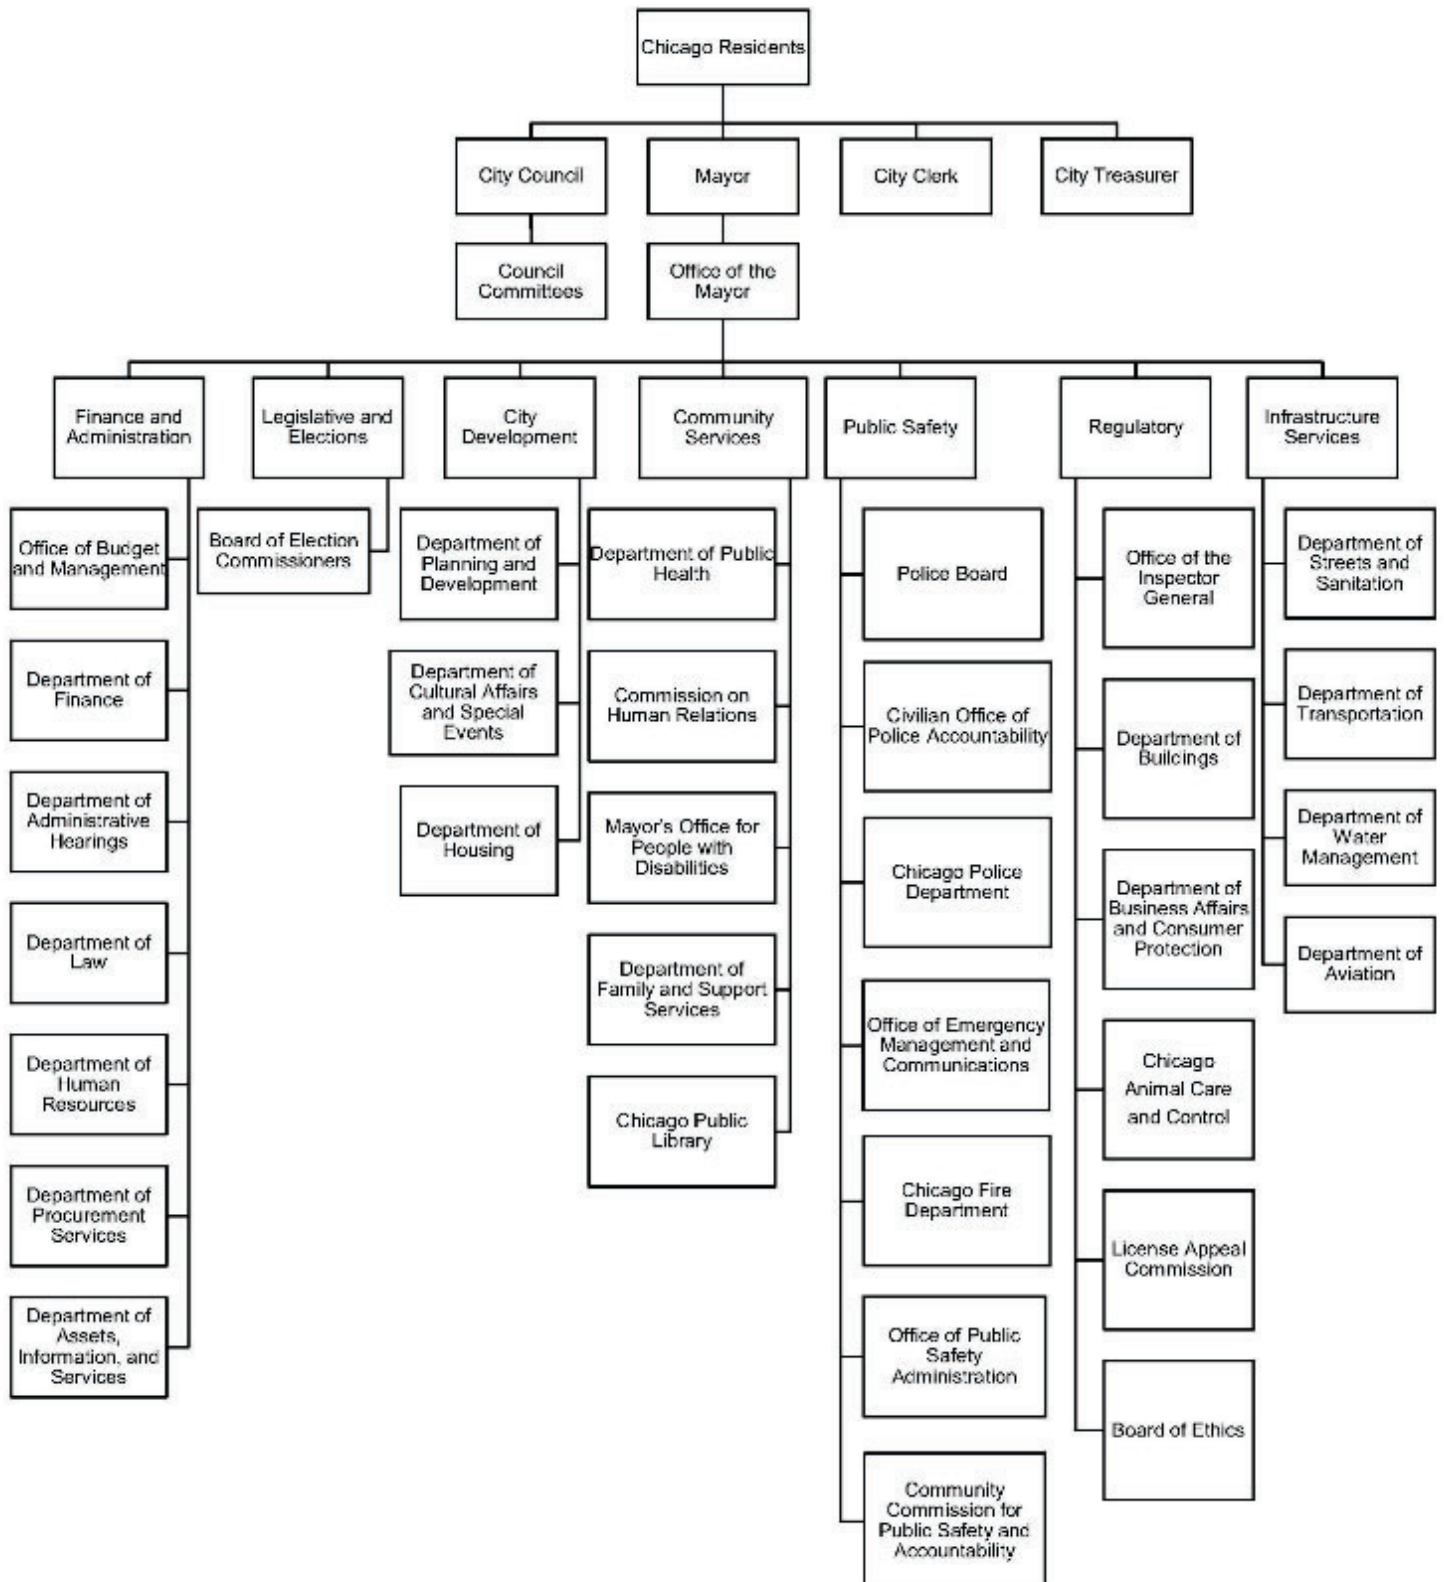 Chicago Residents
City Council
Mayor
City Clerk
City Treasurer
Council
Committees
Office of the
Mayor
Finance and
Administration
Legislative and
Elections
City
Development
Community
Services
Public Safety
Regulatory
Infrastructure
Services
Office of Budget
and Management
Department of
Finance
Department of
Administrative
Hearings
Department of
Law
Department of
Human
Resources
Department of
Procurement
Services
Department of
Assets,
Information, and
Services
Board of Election
Commissioners
Department of
Planning and
Development
Department of
Cultural Affairs
and Special
Events
Department of
Housing
Department of Public
Health
Commission on
Human Relations
Mayor's Office for
People with
Disabilities
Department of
Family and Support
Services
Chicago Public
Library
Police Board
Civilian Office of
Police Accountability
Chicago Police
Department
Office of Emergency
Management and
Communications
Chicago Fire
Department
Office of Public
Safety
Administration
Community
Commission for
Public Safety and
Accountability
Office of the
Inspector
General
Department of
Buildings
Department of
Business Affairs
and Consumer
Protection
Chicago
Animal Care
and Control
License Appeal
Commission
Board of Ethics
Department of
Streets and
Sanitation
Department of
Transportation
Department of
Water
Management
Department of
Aviation